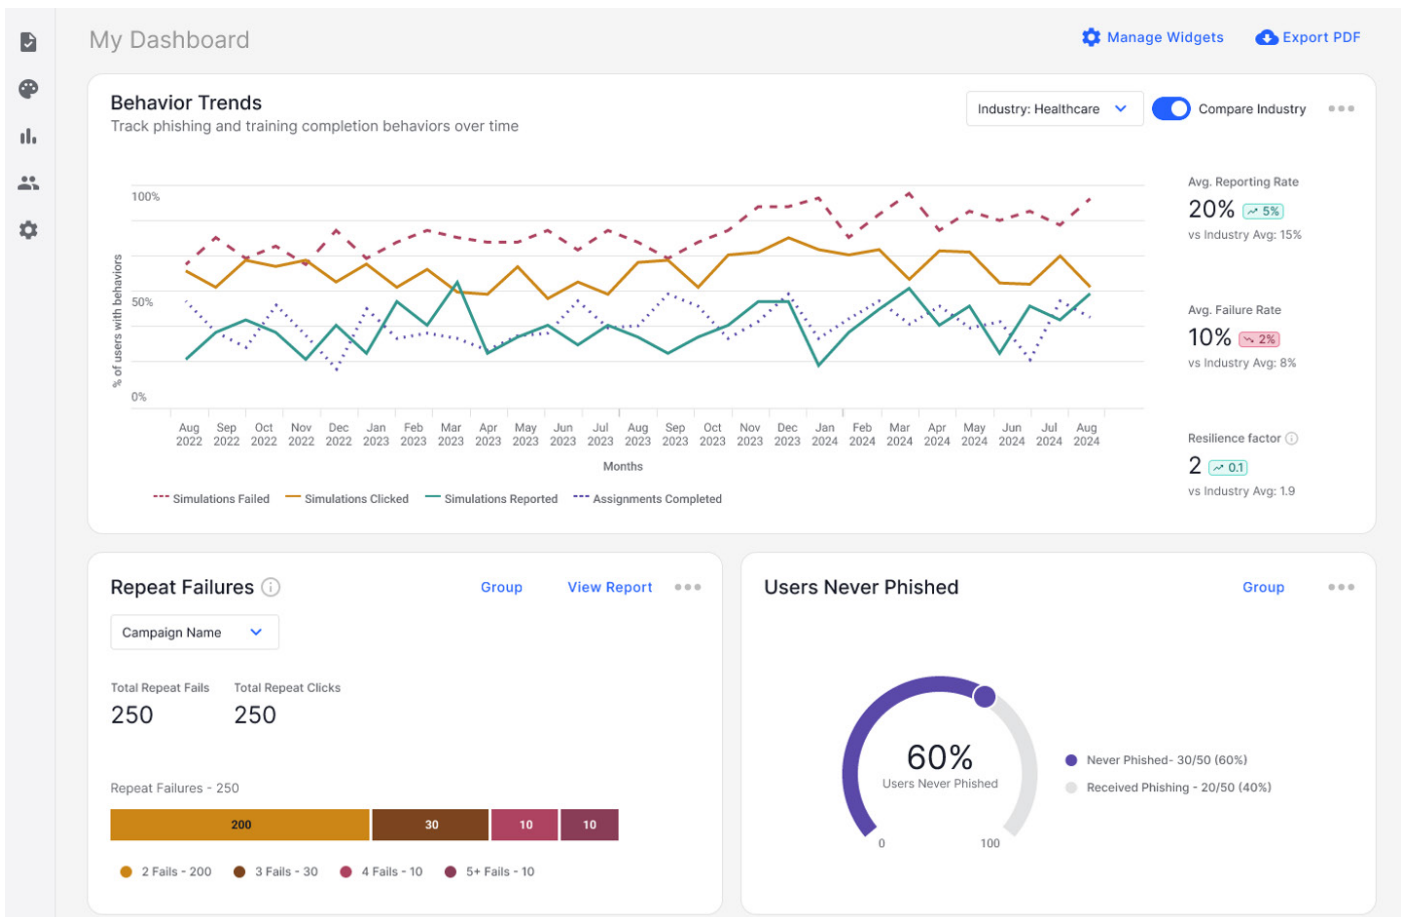 My Dashboard
Manage Widgets
Export PDF
Behavior Trends
Track phishing and training completion behaviors over time
Industry: Healthcare
Compare Industry
% of users with behaviors
100%
50%
0%
Aug 2022
Sep 2022
Oct 2022
Nov 2022
Dec 2022
Jan 2023
Feb 2023
Mar 2023
Apr 2023
May 2023
Jun 2023
Jul 2023
Aug 2023
Sep 2023
Oct 2023
Nov 2023
Dec 2023
Jan 2024
Feb 2024
Mar 2024
Apr 2024
May 2024
Jun 2024
Jul 2024
Aug 2024
Months
Simulations Failed
Simulations Clicked
Simulations Reported
Assignments Completed
Avg. Reporting Rate
20% 5%
vs Industry Avg: 15%
Avg. Failure Rate
10% 2%
vs Industry Avg: 8%
Resilience factor
2 0.1
vs Industry Avg: 1.9
Repeat Failures
Group
View Report
Campaign Name
Total Repeat Fails
250
Total Repeat Clicks
250
Repeat Failures - 250
200
30
10
10
2 Fails - 200
3 Fails - 30
4 Fails - 10
5+ Fails - 10
Users Never Phished
Group
60%
Users Never Phished
0
100
Never Phished- 30/50 (60%)
Received Phishing - 20/50 (40%)